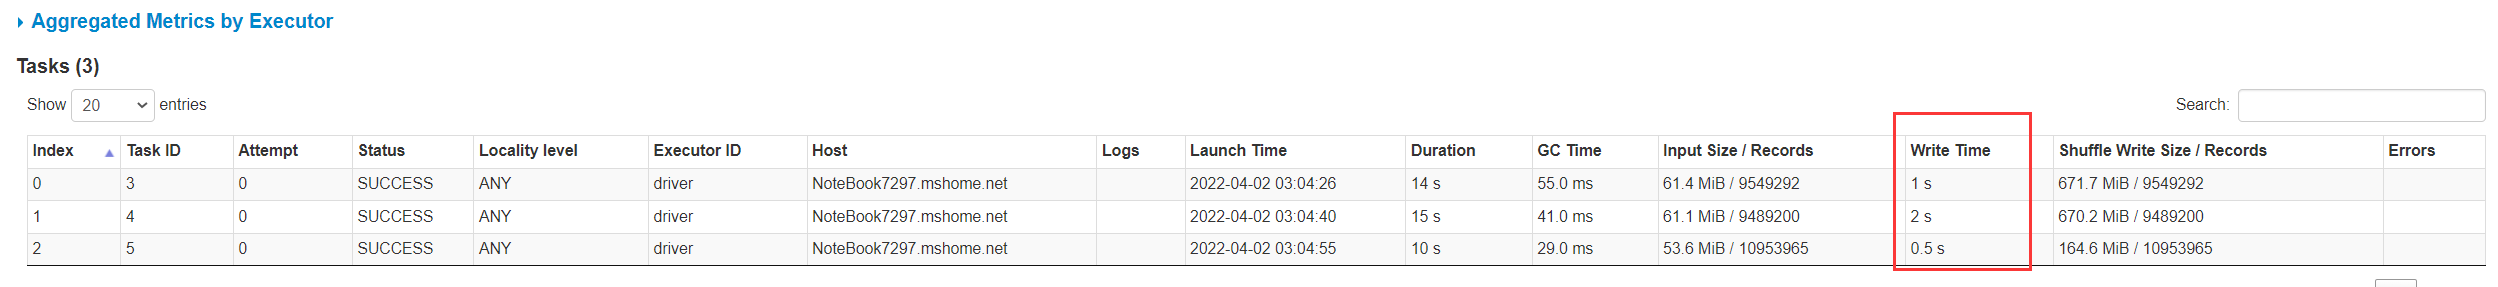 Aggregated Metrics by Executor
Tasks (3)
Show 20 entries Search:
Index Task ID Attempt Status Locality level Executor ID Host Logs Launch Time Duration GC Time Input Size / Records Write Time Shuffle Write Size / Records Errors
0 3 0 SUCCESS ANY driver NoteBook7297.mshome.net 2022-04-02 03:04:26 14 s 55.0 ms 61.4 MiB / 9549292 1 s 671.7 MiB / 9549292
1 4 0 SUCCESS ANY driver NoteBook7297.mshome.net 2022-04-02 03:04:40 15 s 41.0 ms 61.1 MiB / 9489200 2 s 670.2 MiB / 9489200
2 5 0 SUCCESS ANY driver NoteBook7297.mshome.net 2022-04-02 03:04:55 10 s 29.0 ms 53.6 MiB / 10953965 0.5 s 164.6 MiB / 10953965